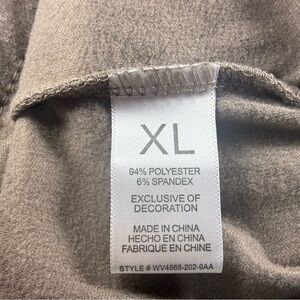 XL
94% POLYESTER
6% SPANDEX
EXCLUSIVE OF
DECORATION
MADE IN CHINA
HECHO EN CHINA
FABRIQUE EN CHINE
STYLE # WV4865-202-9AA